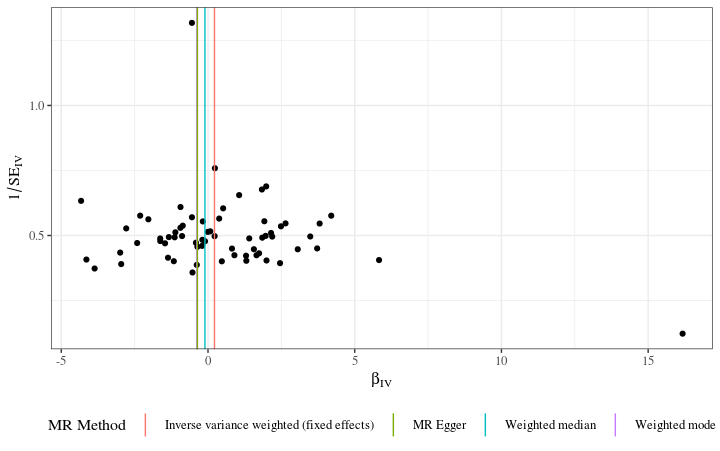 1.0
0.5
1/SE_IV
-5 0 5 10 15
β_IV
MR Method Inverse variance weighted (fixed effects) MR Egger Weighted median Weighted mode